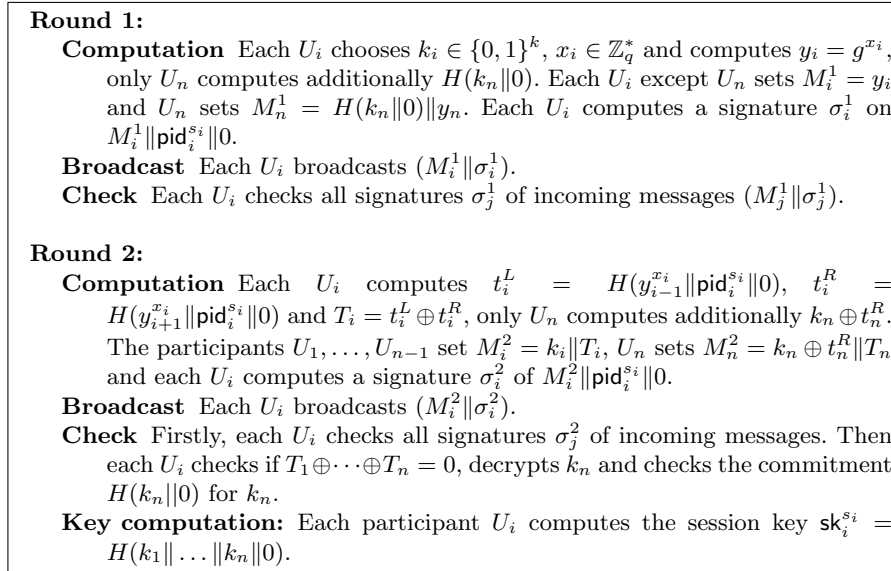 Round 1:
Computation Each U_i chooses k_i ∈ {0, 1}^k, x_i ∈ ℤ_q^* and computes y_i = g^{x_i},
only U_n computes additionally H(k_n‖0). Each U_i except U_n sets M_i^1 = y_i
and U_n sets M_n^1 = H(k_n‖0)‖y_n. Each U_i computes a signature σ_i^1 on
M_i^1‖pid_i^{s_i}‖0.
Broadcast Each U_i broadcasts (M_i^1‖σ_i^1).
Check Each U_i checks all signatures σ_j^1 of incoming messages (M_j^1‖σ_j^1).
Round 2:
Computation Each U_i computes t_i^L = H(y_{i−1}^{x_i}‖pid_i^{s_i}‖0), t_i^R =
H(y_{i+1}^{x_i}‖pid_i^{s_i}‖0) and T_i = t_i^L ⊕ t_i^R, only U_n computes additionally k_n ⊕ t_n^R.
The participants U_1, . . . , U_{n−1} set M_i^2 = k_i‖T_i, U_n sets M_n^2 = k_n ⊕ t_n^R‖T_n
and each U_i computes a signature σ_i^2 of M_i^2‖pid_i^{s_i}‖0.
Broadcast Each U_i broadcasts (M_i^2‖σ_i^2).
Check Firstly, each U_i checks all signatures σ_j^2 of incoming messages. Then
each U_i checks if T_1 ⊕ · · · ⊕ T_n = 0, decrypts k_n and checks the commitment
H(k_n||0) for k_n.
Key computation: Each participant U_i computes the session key sk_i^{s_i} =
H(k_1‖ . . . ‖k_n‖0).